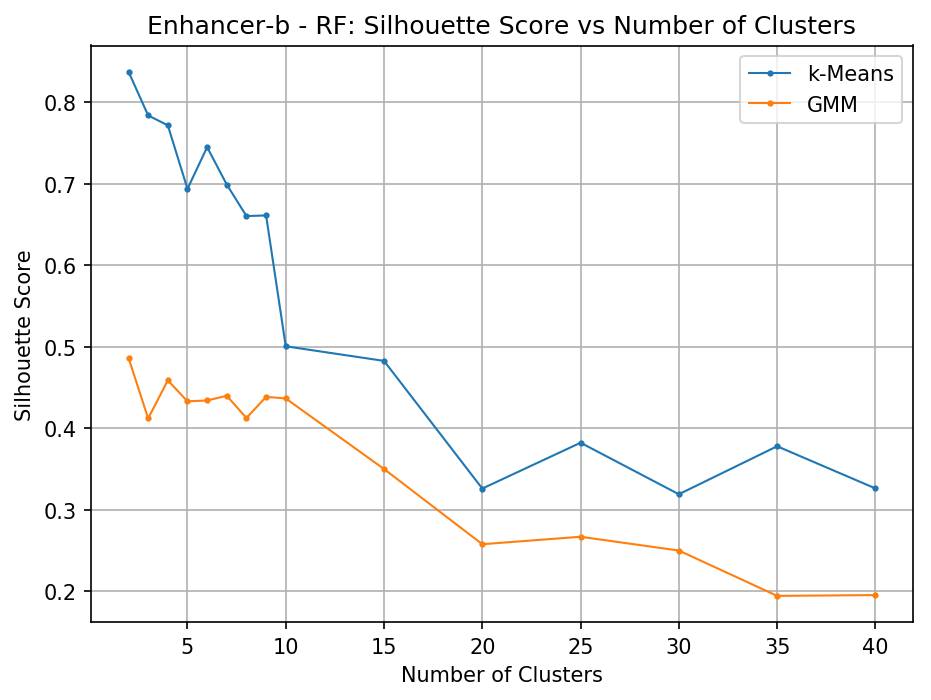 Enhancer-b - RF: Silhouette Score vs Number of Clusters
k-Means
GMM
Silhouette Score
0.8
0.7
0.6
0.5
0.4
0.3
0.2
5 10 15 20 25 30 35 40
Number of Clusters